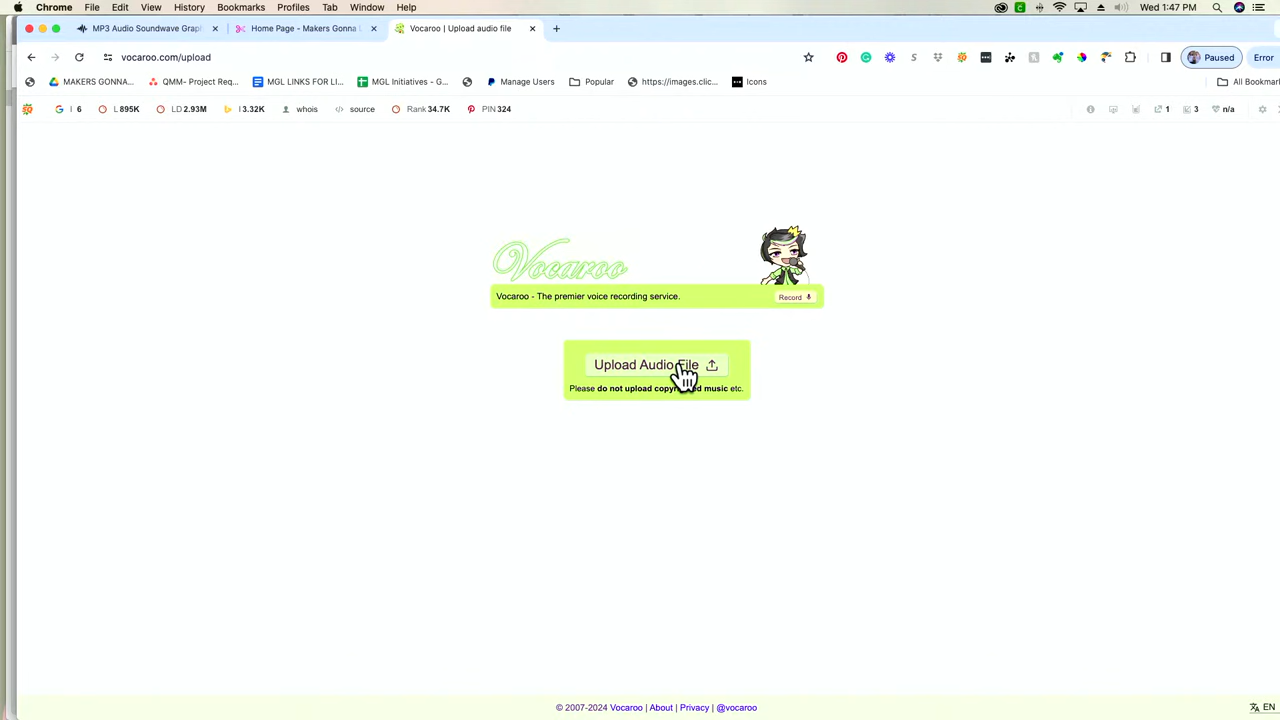 Chrome File Edit View History Bookmarks Profiles Tab Window Help Wed 1:47 PM
MP3 Audio Soundwave Grap
Home Page - Makers Gonna
Vocaroo | Upload audio file
vocaroo.com/upload
Paused
Error
MAKERS GONNA...
QMM- Project Req...
MGL LINKS FOR LI...
MGL Initiatives - G...
Manage Users
Popular
https://images.clic...
Icons
All Bookmar
I 6
L 895K
LD 2.93M
I 3.32K
whois
source
Rank 34.7K
PIN 324
1
3
n/a
Vocaroo
Vocaroo - The premier voice recording service.
Record
Upload Audio File
Please do not upload copyrighted music etc.
© 2007-2024 Vocaroo | About | Privacy | @vocaroo
EN